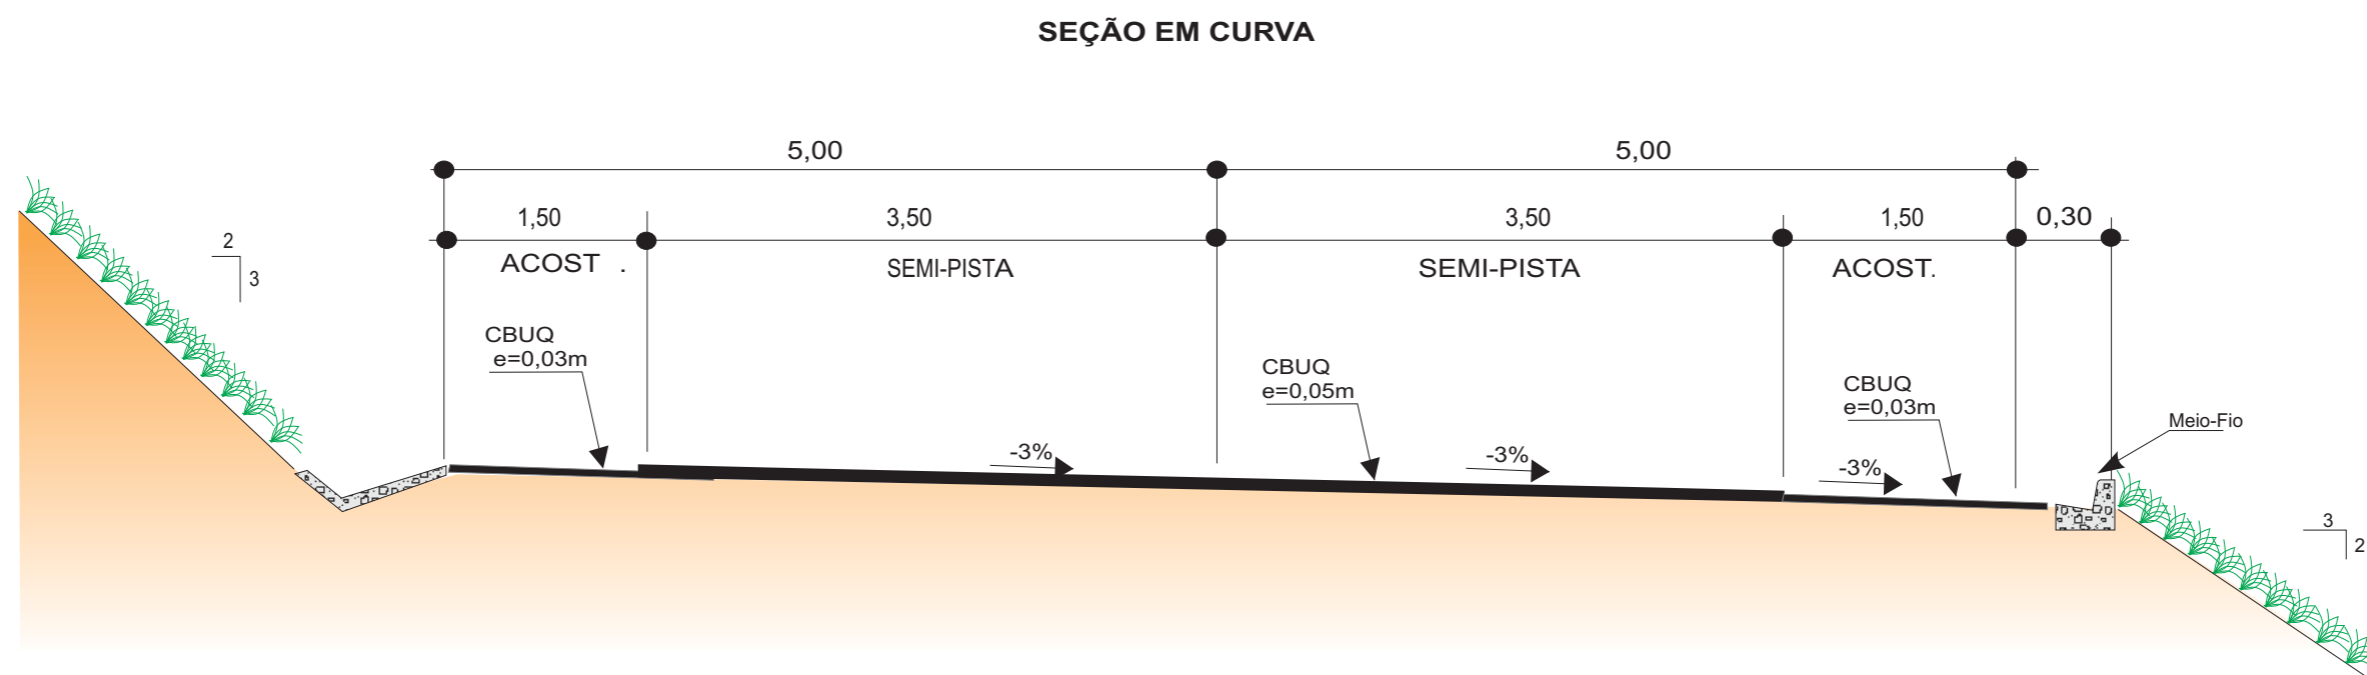 SEÇÃO EM CURVA
5,00
5,00
1,50
3,50
3,50
1,50
0,30
ACOST .
SEMI-PISTA
SEMI-PISTA
ACOST.
2
3
CBUQ
e=0,03m
CBUQ
e=0,05m
CBUQ
e=0,03m
Meio-Fio
-3%
-3%
-3%
3
2